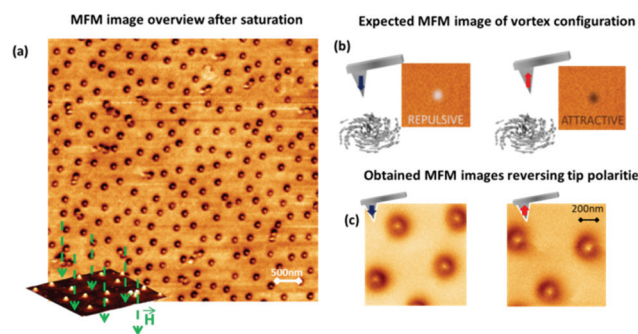 MFM image overview after saturation
(a)
500nm
H
Expected MFM image of vortex configuration
(b)
REPULSIVE
ATTRACTIVE
Obtained MFM images reversing tip polarities
(c)
200nm